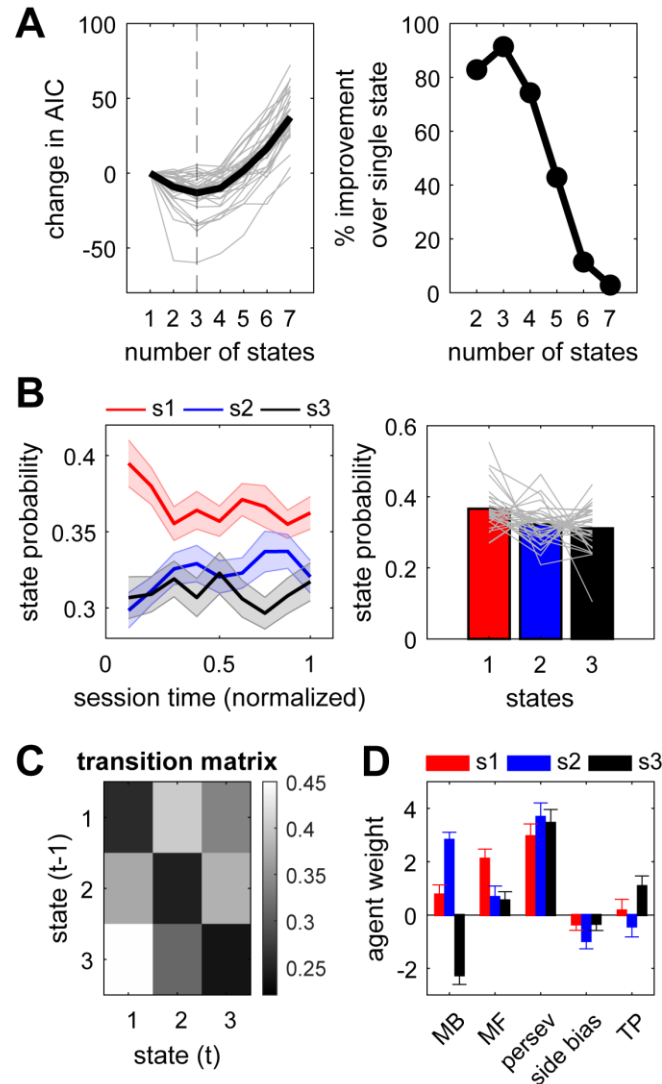 A
change in AIC
100
50
0
-50
1 2 3 4 5 6 7
number of states
% improvement
over single state
100
80
60
40
20
0
2 3 4 5 6 7
number of states
B
s1 s2 s3
state probability
0.4
0.35
0.3
0 0.5 1
session time (normalized)
state probability
0.6
0.4
0.2
0
1 2 3
states
C
transition matrix
state (t-1)
1
2
3
1 2 3
state (t)
0.45
0.4
0.35
0.3
0.25
D
s1 s2 s3
agent weight
4
2
0
-2
MB
MF
persev
side bias
TP